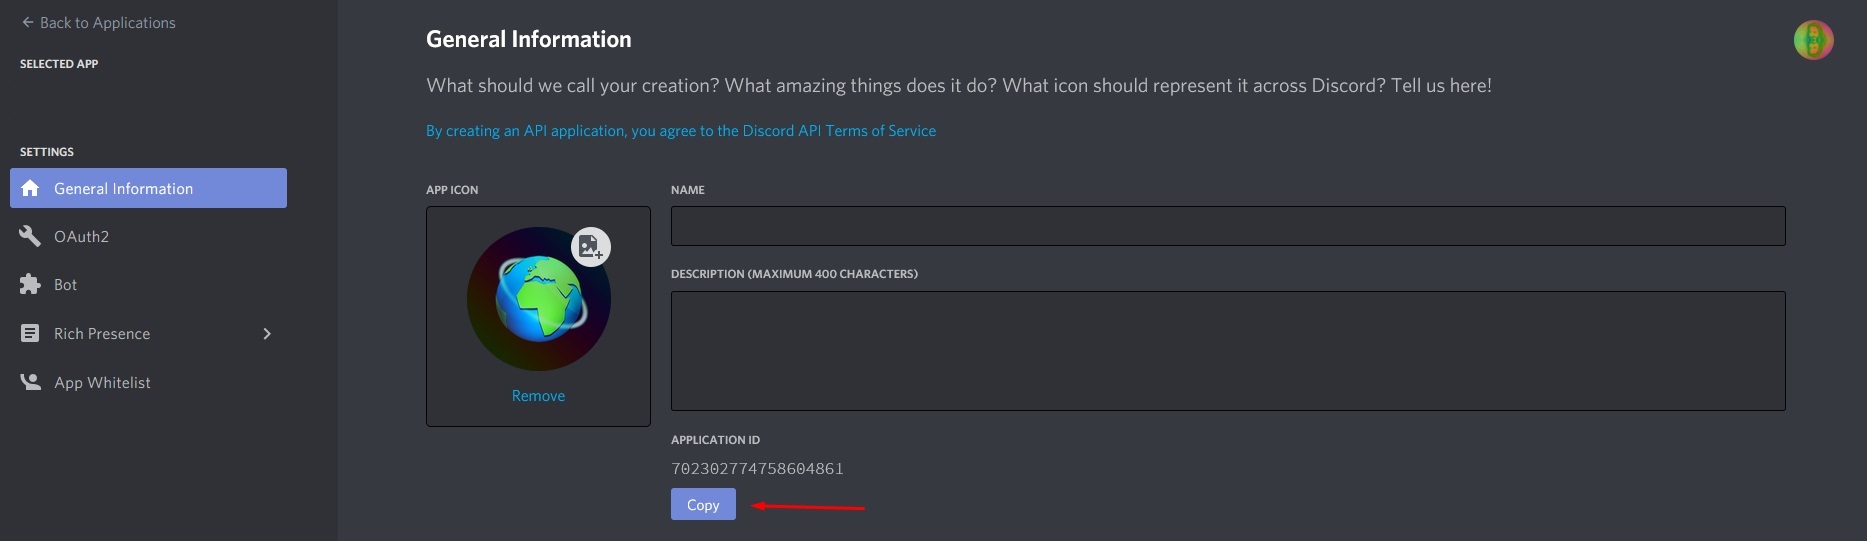 Back to Applications
SELECTED APP
SETTINGS
General Information
OAuth2
Bot
Rich Presence
App Whitelist
General Information
What should we call your creation? What amazing things does it do? What icon should represent it across Discord? Tell us here!
By creating an API application, you agree to the Discord API Terms of Service
APP ICON
Remove
NAME
DESCRIPTION (MAXIMUM 400 CHARACTERS)
APPLICATION ID
702302774758604861
Copy